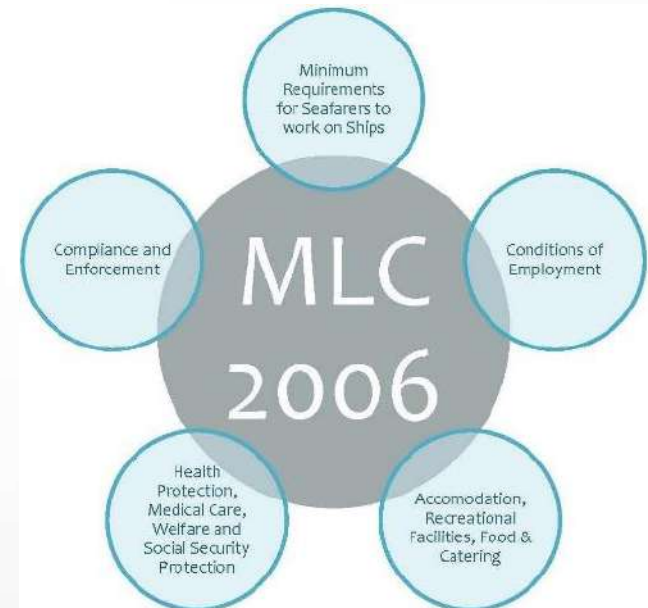 Minimum
Requirements
for Seafarers to
work on Ships
Compliance and
Enforcement
MLC
2006
Conditions of
Employment
Health
Protection,
Medical Care,
Welfare and
Social Security
Protection
Accomodation,
Recreational
Facilities, Food &
Catering